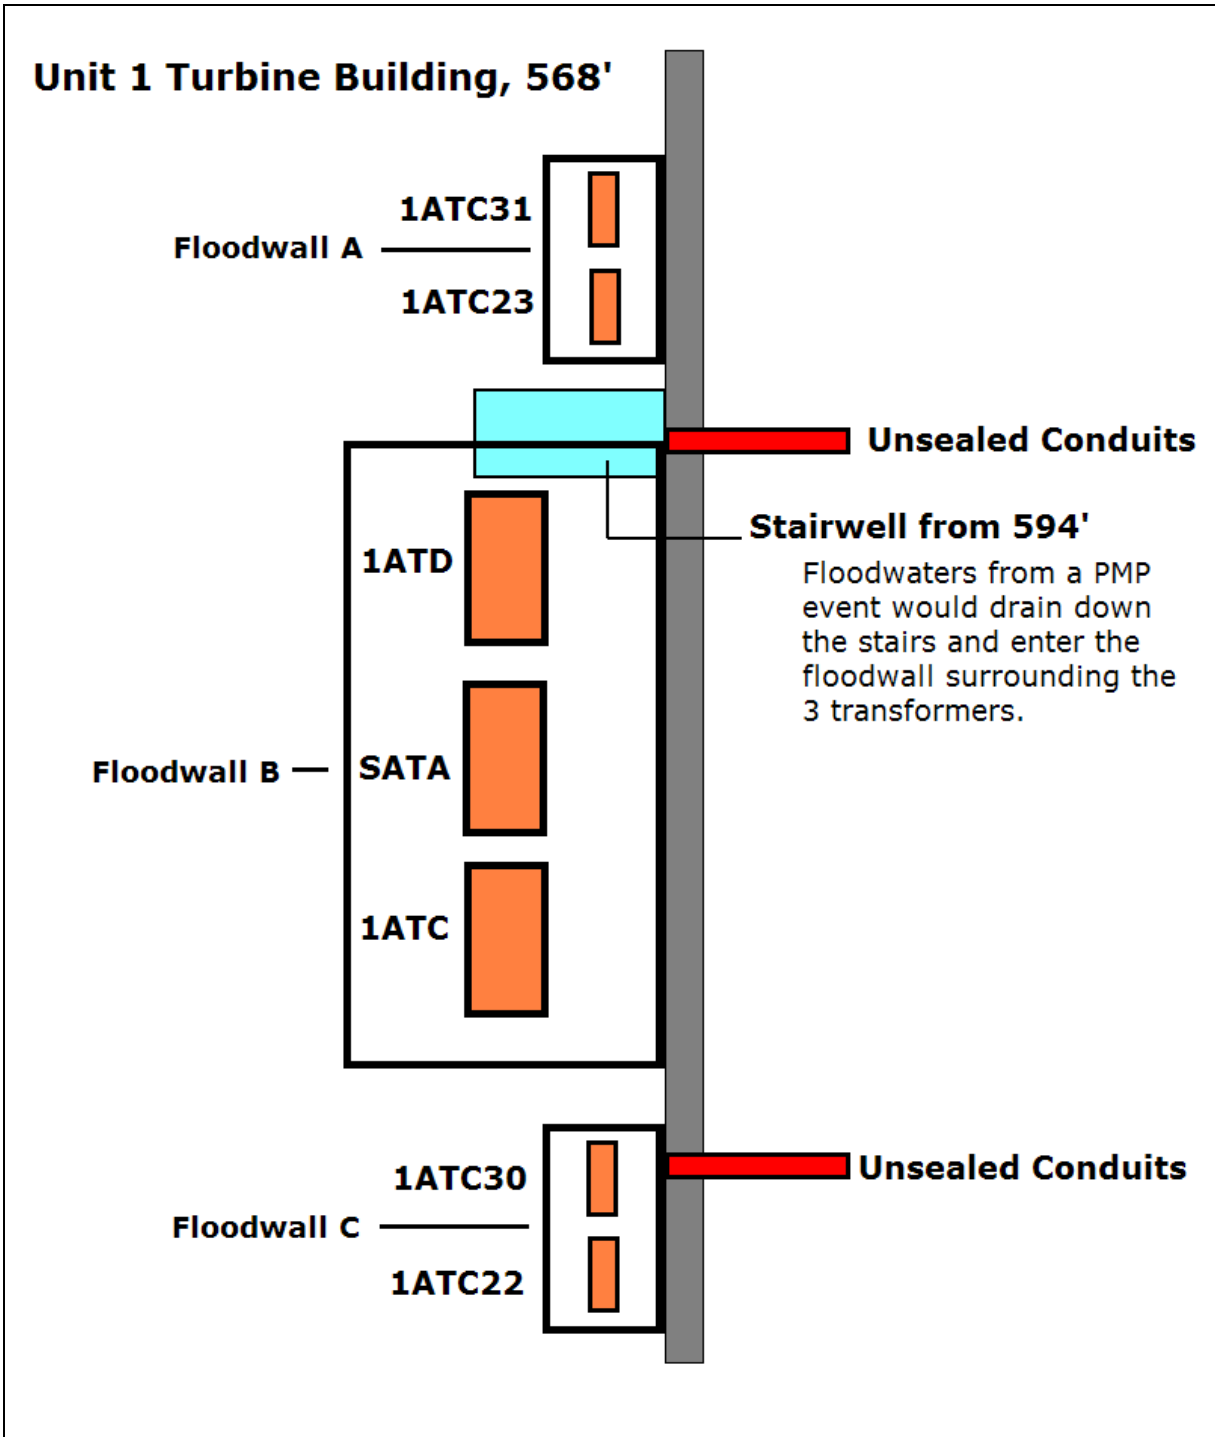 Unit 1 Turbine Building, 568'
1ATC31
Floodwall A
1ATC23
Unsealed Conduits
Stairwell from 594'
Floodwaters from a PMP
event would drain down
the stairs and enter the
floodwall surrounding the
3 transformers.
1ATD
Floodwall B
SATA
1ATC
1ATC30
Unsealed Conduits
Floodwall C
1ATC22